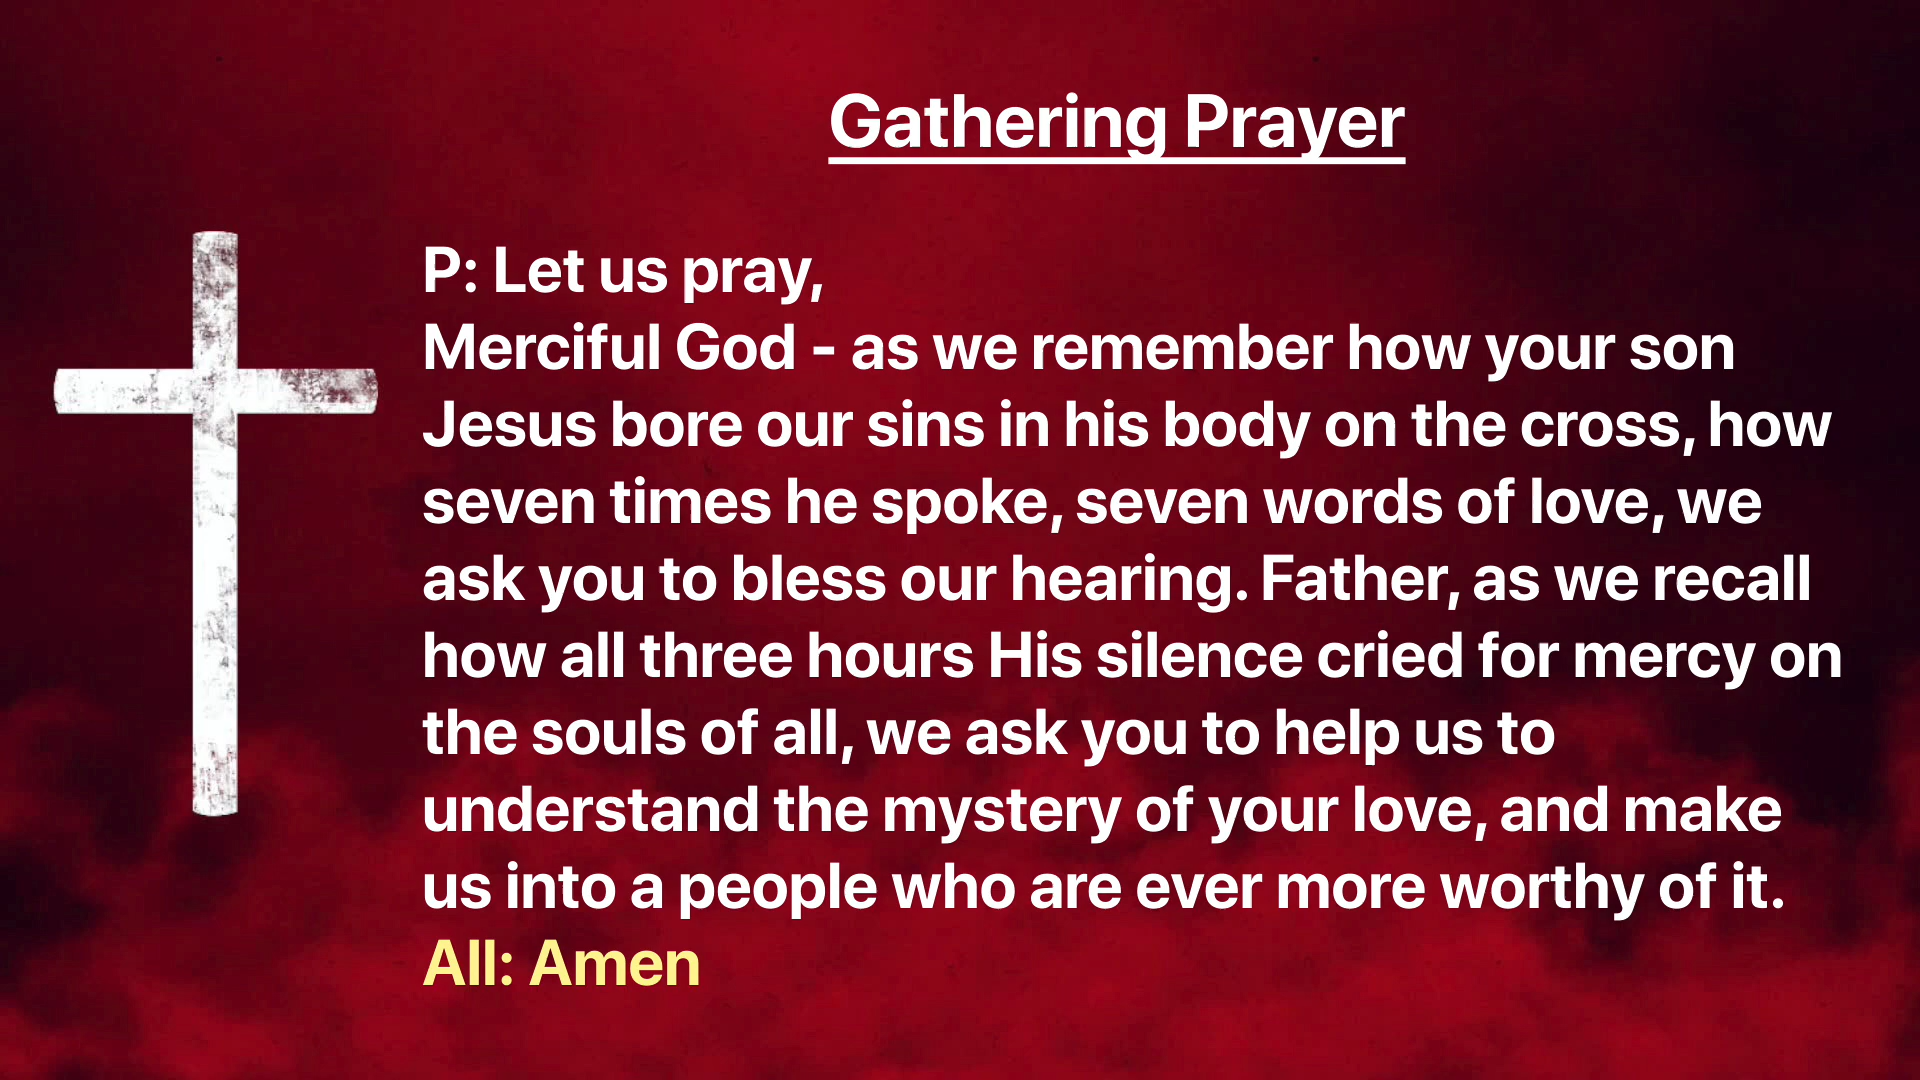 Gathering Prayer
P: Let us pray,
Merciful God - as we remember how your son
Jesus bore our sins in his body on the cross, how
seven times he spoke, seven words of love, we
ask you to bless our hearing. Father, as we recall
how all three hours His silence cried for mercy on
the souls of all, we ask you to help us to
understand the mystery of your love, and make
us into a people who are ever more worthy of it.
All: Amen